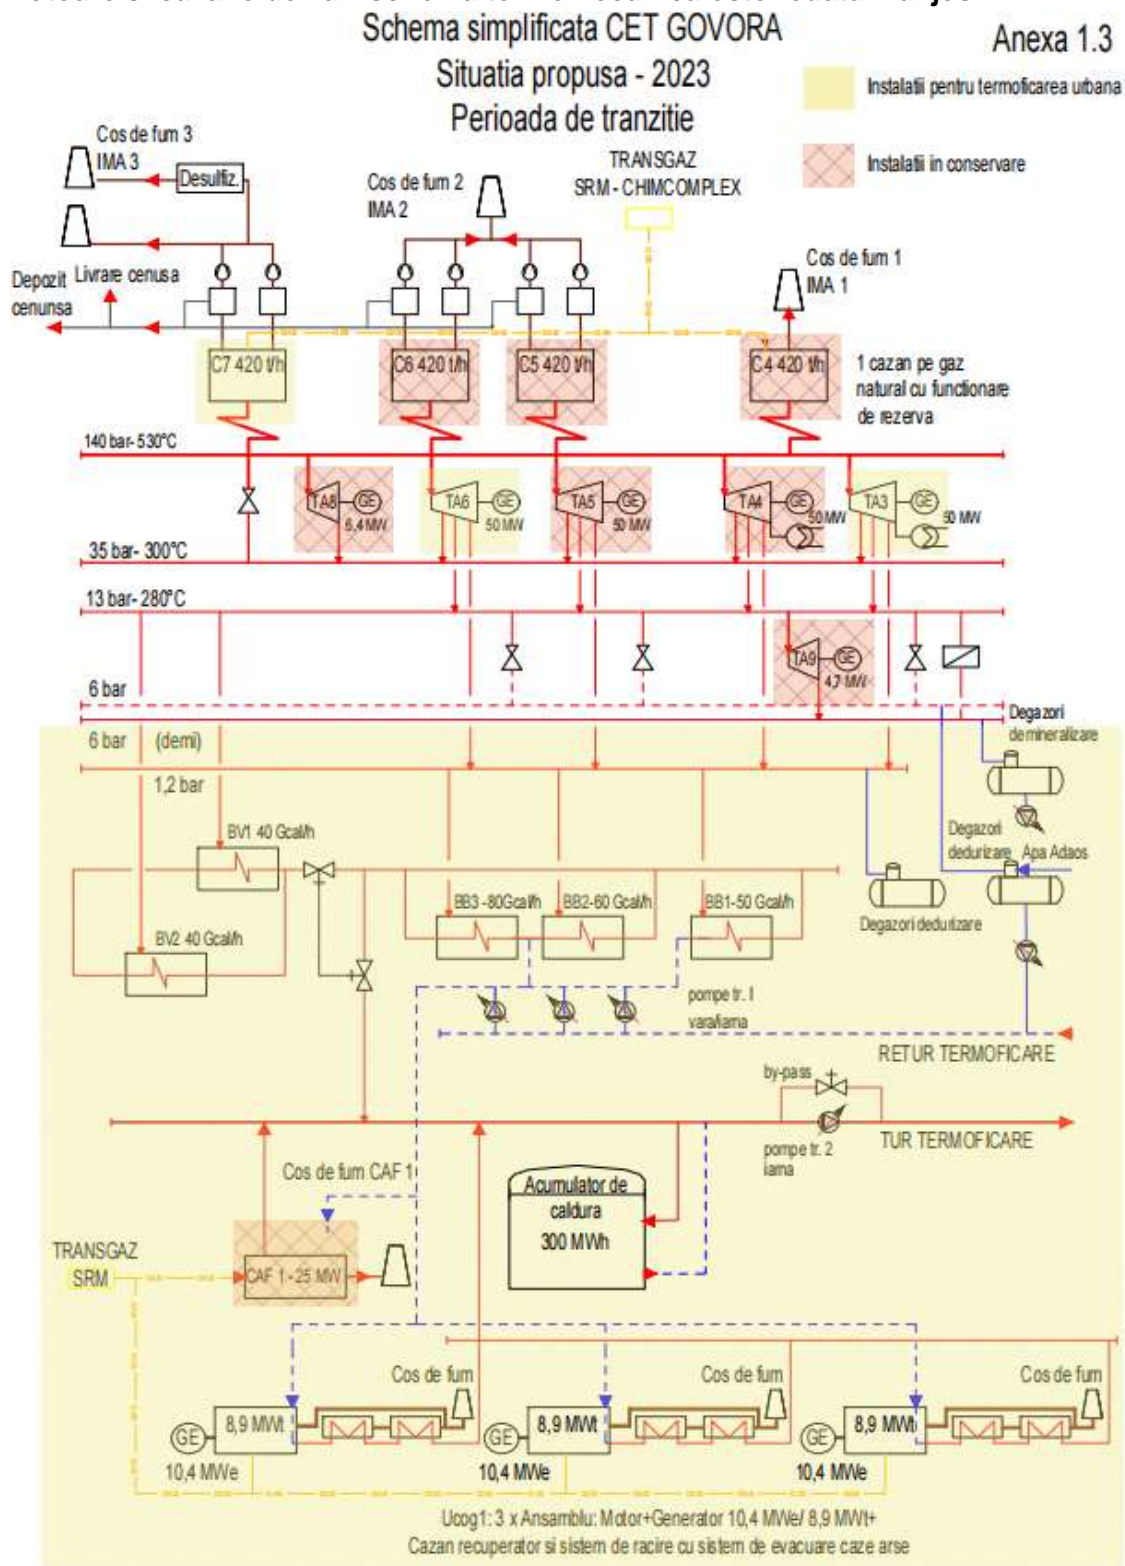 Schema simplificata CET GOVORA
Anexa 1.3
Situatia propusa - 2023
Perioada de tranzitie
Instalatii pentru termoficarea urbana
Instalatii in conservare
Cos de fum 3
IMA 3
Desulfiz.
Cos de fum 2
IMA 2
TRANSGAZ
SRM - CHIMCOMPLEX
Cos de fum 1
IMA 1
Depozit
cenunsa
Livrare cenusa
C7 420 t/h
C6 420 t/h
C5 420 t/h
C4 420 t/h
1 cazan pe gaz
natural cu functionare
de rezerva
140 bar- 530°C
TA8
GE
6,4 MW
TA6
GE
50 MW
TA5
GE
50 MW
TA4
GE
50 MW
TA3
GE
50 MW
35 bar- 300°C
13 bar- 280°C
TA9
GE
4,7 MW
6 bar
Degazori
demineralizare
6 bar
(demi)
1,2 bar
BV1 40 Gcal/h
BV2 40 Gcal/h
BB3 -80Gcal/h
BB2-60 Gcal/h
BB1-50 Gcal/h
Degazori
dedurizare
Apa Adaos
Degazori dedurizare
pompe tr. I
vara/iarna
RETUR TERMOFICARE
by-pass
TUR TERMOFICARE
pompe tr. 2
iarna
Cos de fum CAF 1
Acumulator de
caldura
300 MWh
TRANSGAZ
SRM
CAF 1 - 25 MW
Cos de fum
Cos de fum
Cos de fum
GE
8,9 MWt
10,4 MWe
GE
8,9 MWt
10,4 MWe
GE
8,9 MWt
10,4 MWe
Ucog1: 3 x Ansamblu: Motor+Generator 10,4 MWe/ 8,9 MWt+
Cazan recuperator si sistem de racire cu sistem de evacuare caze arse